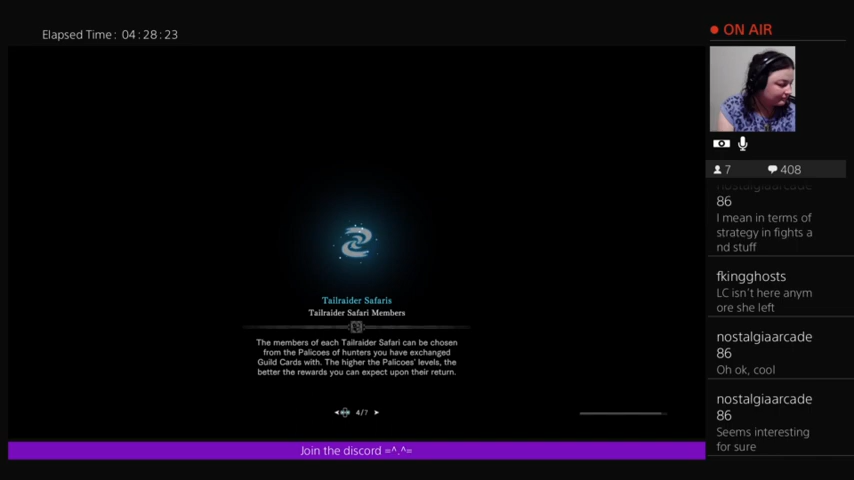 Elapsed Time: 04:28:23
ON AIR
7
408
nostalgiaarcade
86
I mean in terms of
strategy in fights a
nd stuff
fkingghosts
LC isn't here anym
ore she left
nostalgiaarcade
86
Oh ok, cool
nostalgiaarcade
86
Seems interesting
for sure
Tailraider Safaris
Tailraider Safari Members
The members of each Tailraider Safari can be chosen
from the Palicoes of hunters you have exchanged
Guild Cards with. The higher the Palicoes' levels, the
better the rewards you can expect upon their return.
4/7
Join the discord =^.^=